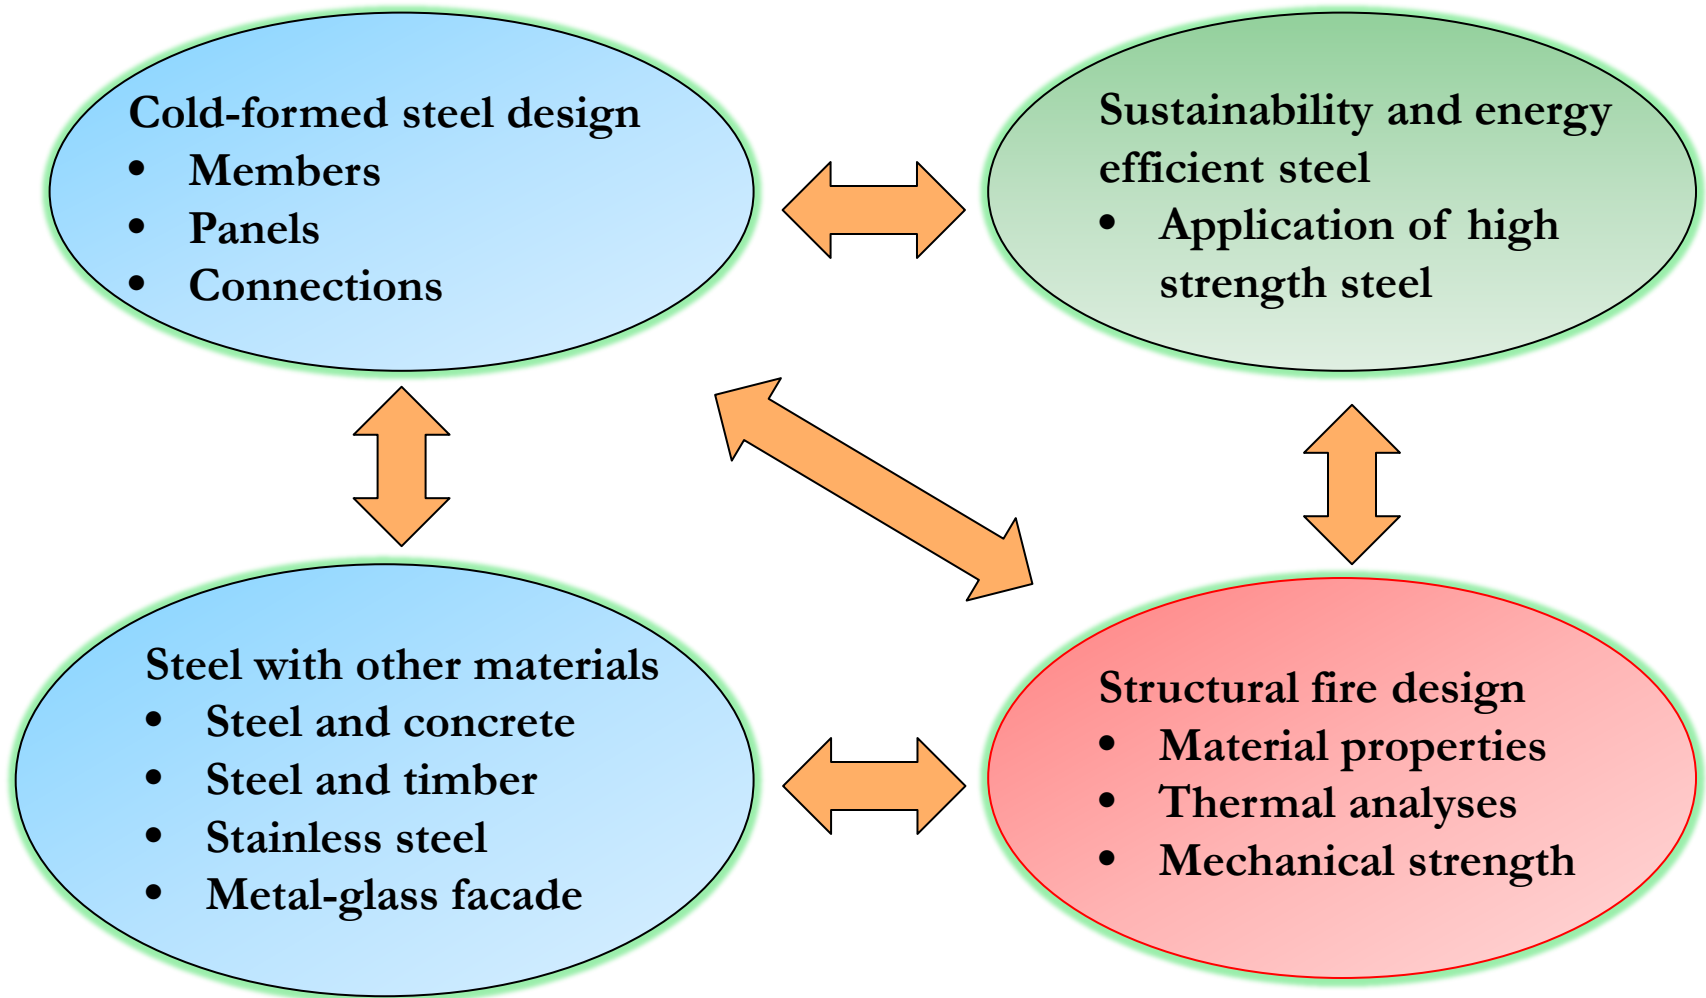 Cold-formed steel design
• Members
• Panels
• Connections
Sustainability and energy
efficient steel
• Application of high
strength steel
Steel with other materials
• Steel and concrete
• Steel and timber
• Stainless steel
• Metal-glass facade
Structural fire design
• Material properties
• Thermal analyses
• Mechanical strength